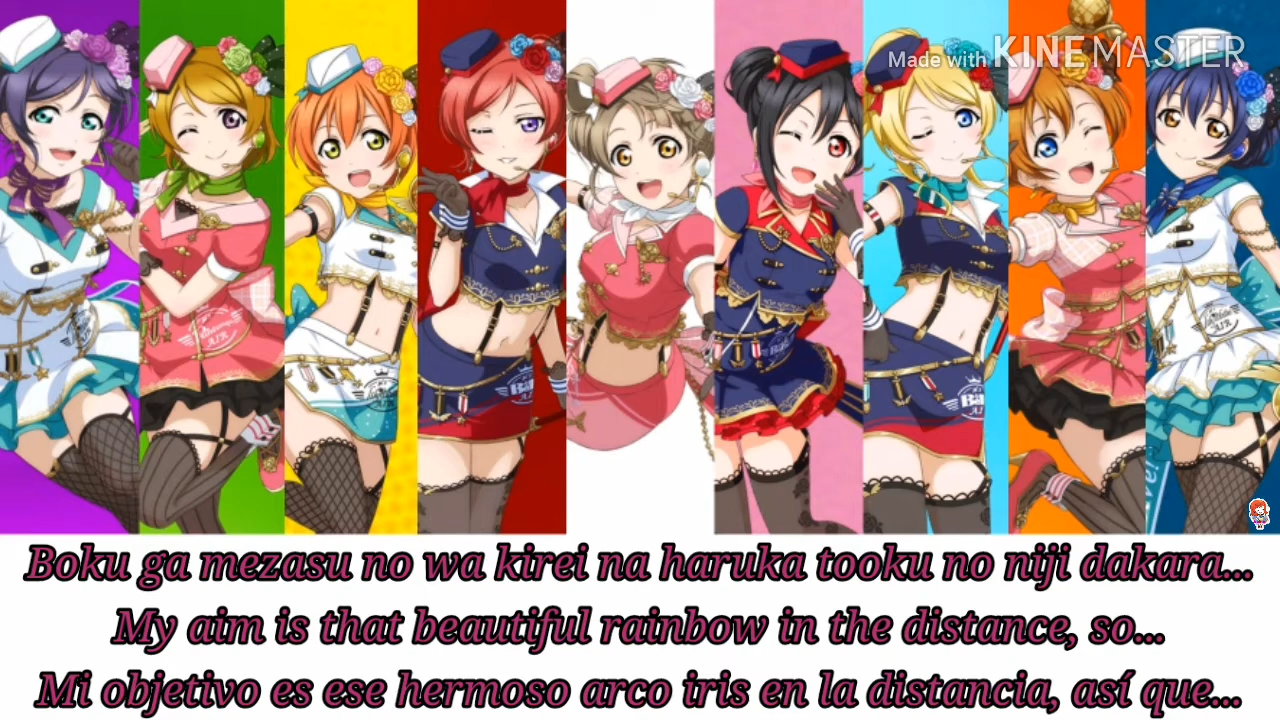 Made with KINEMASTER
Boku ga mezasu no wa kirei na haruka tooku no niji dakara...
My aim is that beautiful rainbow in the distance, so...
Mi objetivo es ese hermoso arco iris en la distancia, así que...